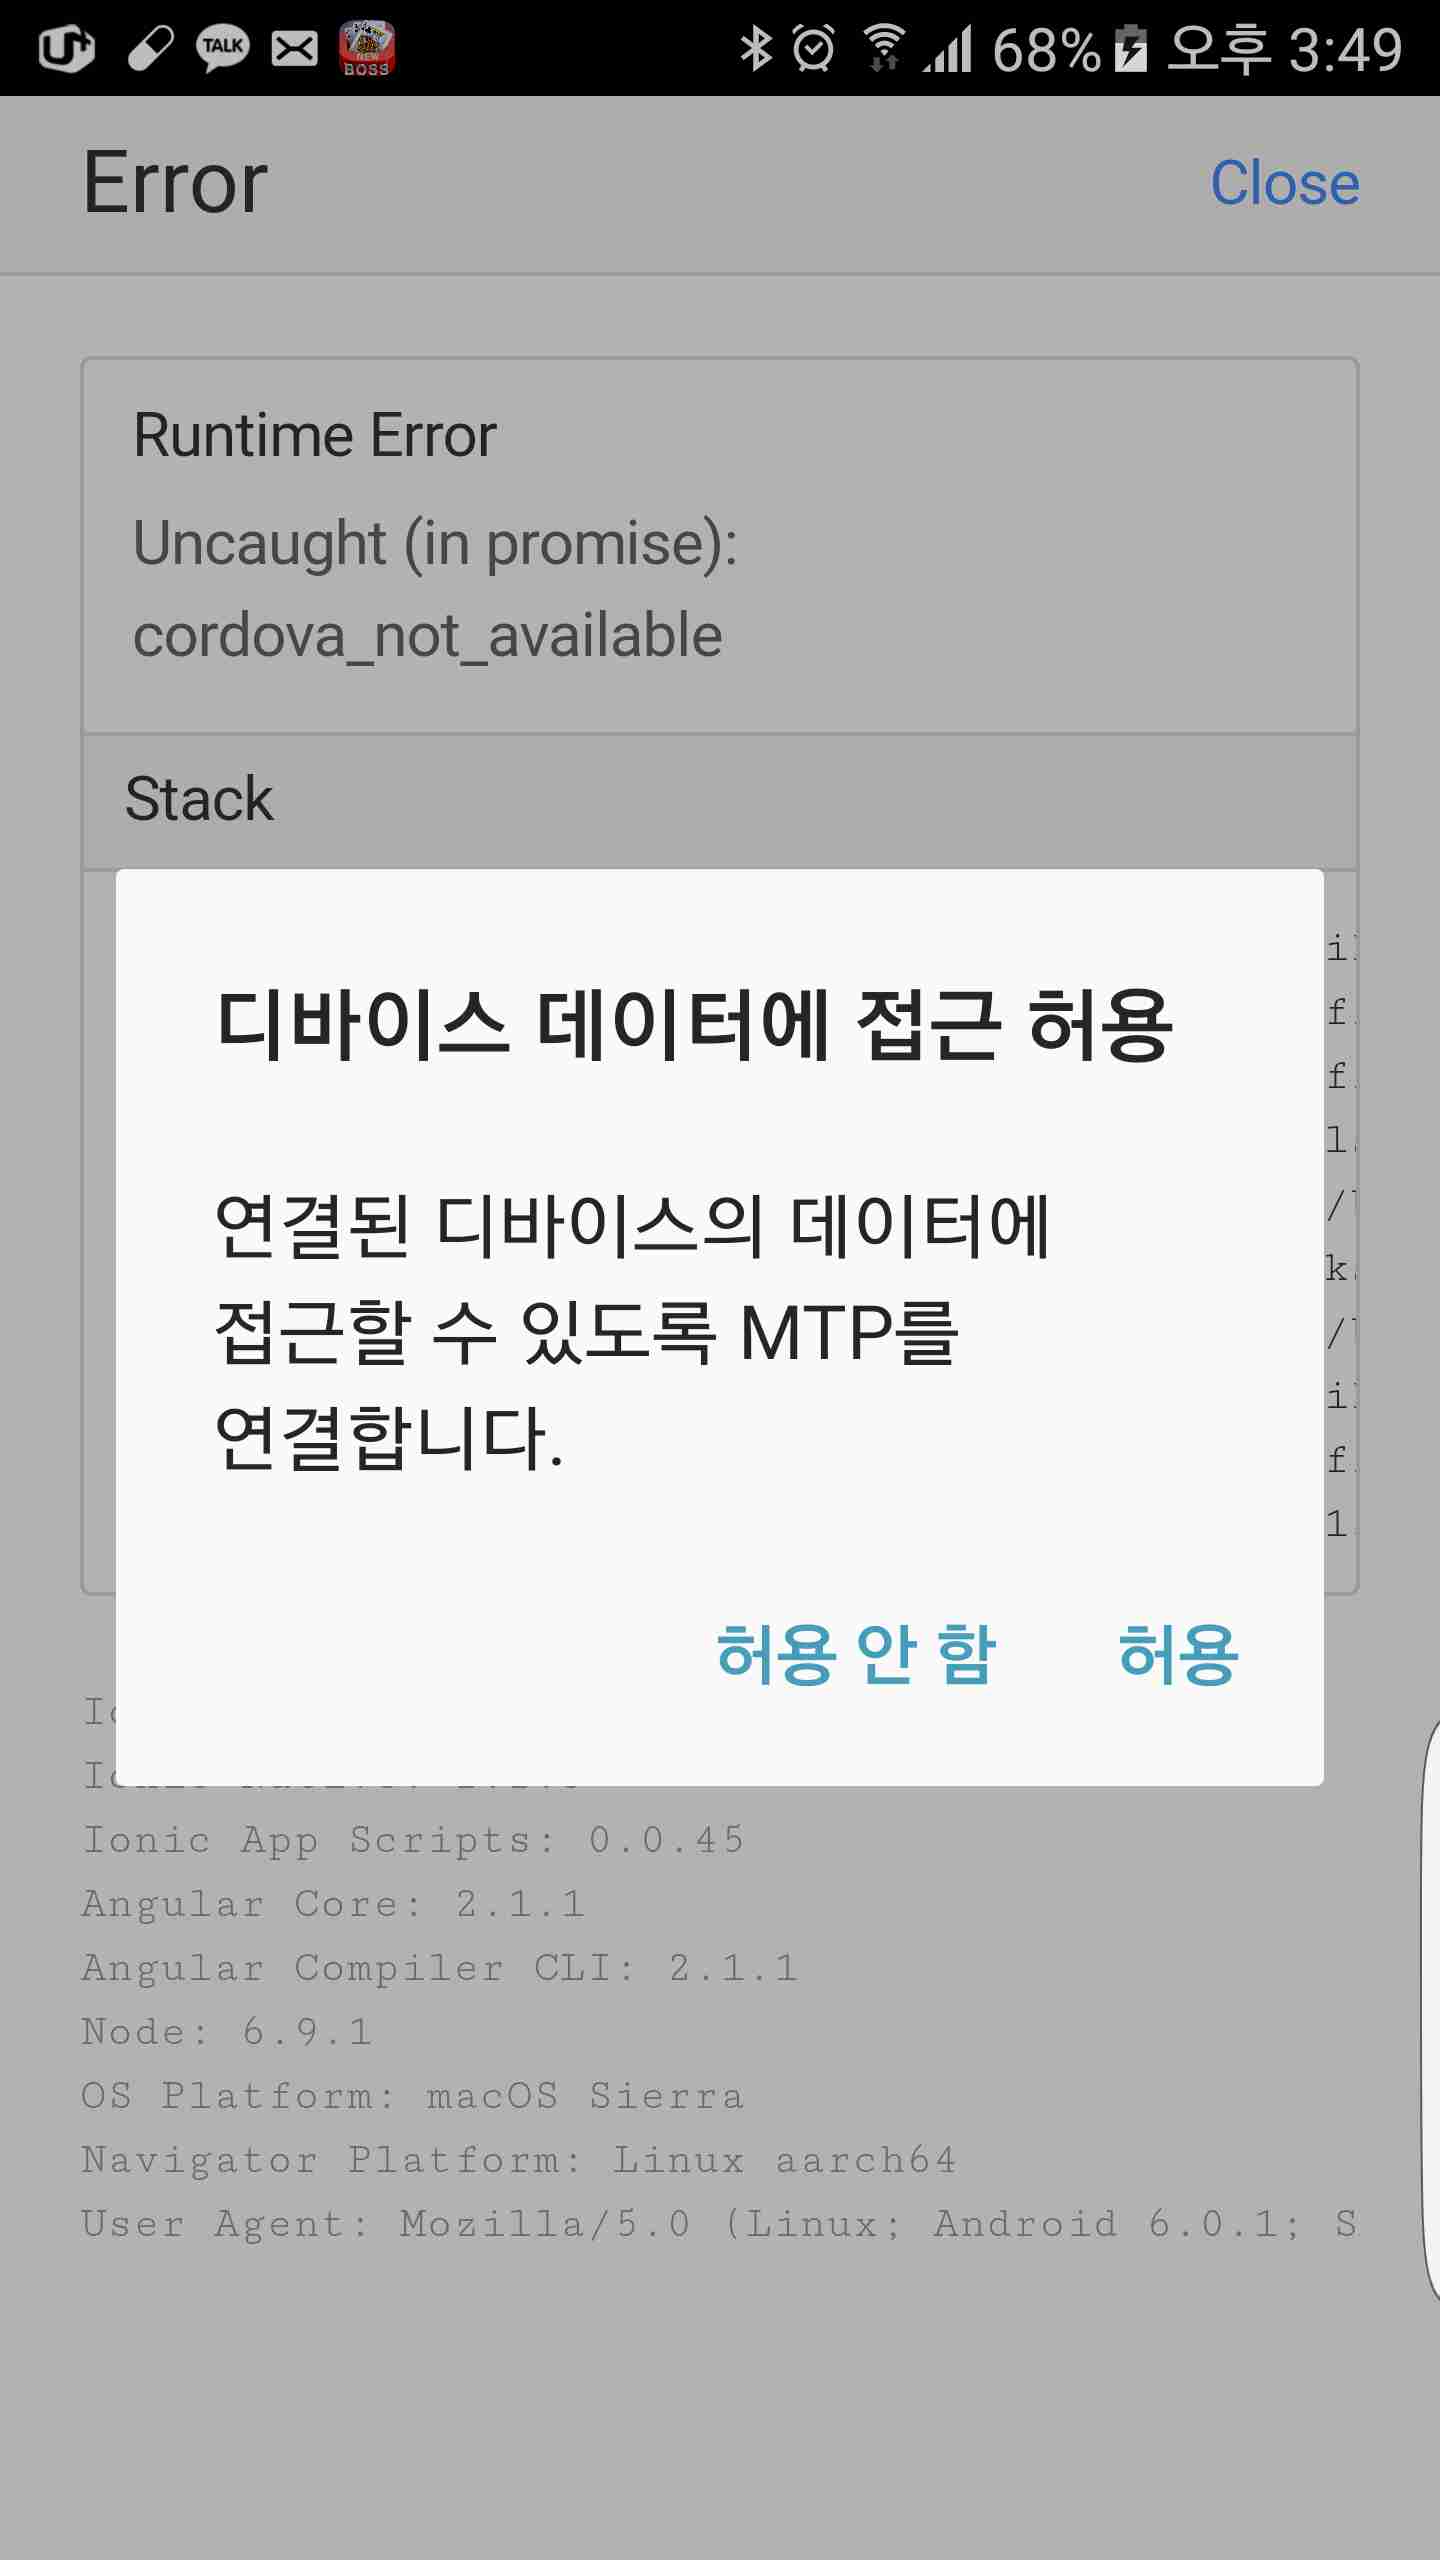 TALK
NEW
BOSS
68%
오후 3:49
Error
Close
Runtime Error
Uncaught (in promise):
cordova_not_available
Stack
디바이스 데이터에 접근 허용
연결된 디바이스의 데이터에
접근할 수 있도록 MTP를
연결합니다.
허용 안 함
허용
Ionic App Scripts: 0.0.45
Angular Core: 2.1.1
Angular Compiler CLI: 2.1.1
Node: 6.9.1
OS Platform: macOS Sierra
Navigator Platform: Linux aarch64
User Agent: Mozilla/5.0 (Linux; Android 6.0.1; S